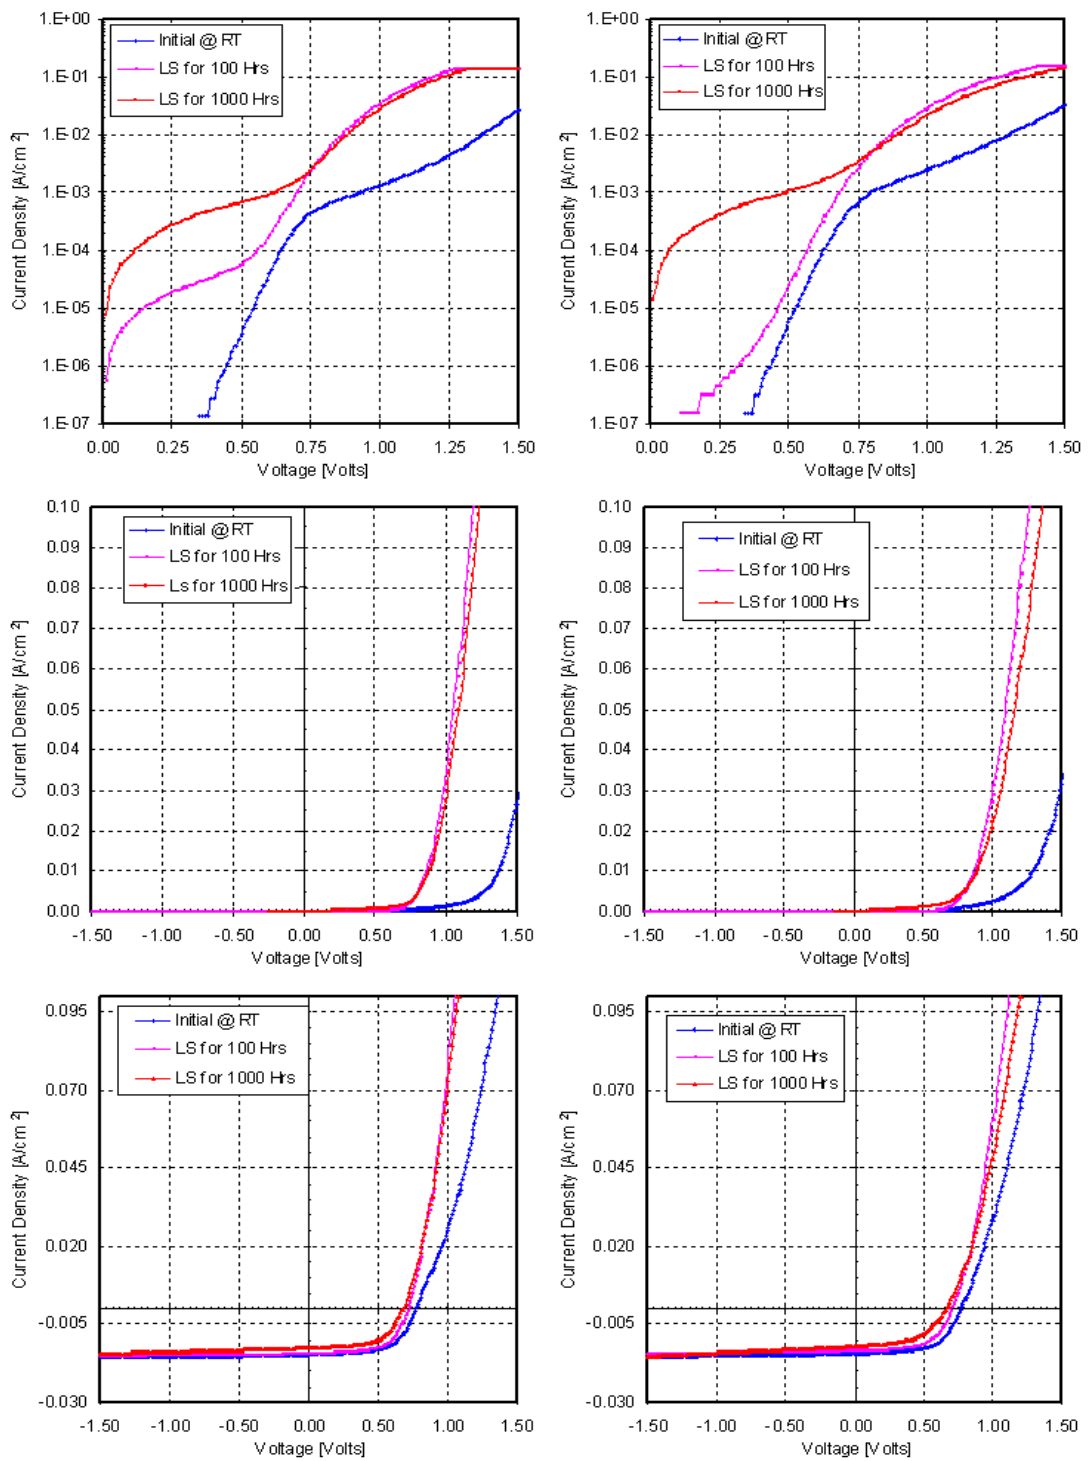 1.E+00
1.E-01
1.E-02
1.E-03
1.E-04
1.E-05
1.E-06
1.E-07
Current Density [A/cm ²]
Initial @ RT
LS for 100 Hrs
LS for 1000 Hrs
0.00 0.25 0.50 0.75 1.00 1.25 1.50
Voltage [Volts]
1.E+00
1.E-01
1.E-02
1.E-03
1.E-04
1.E-05
1.E-06
1.E-07
Current Density [A/cm ²]
Initial @ RT
LS for 100 Hrs
LS for 1000 Hrs
0.00 0.25 0.50 0.75 1.00 1.25 1.50
Voltage [Volts]
0.10
0.09
0.08
0.07
0.06
0.05
0.04
0.03
0.02
0.01
0.00
Current Density [A/cm ²]
Initial @ RT
LS for 100 Hrs
Ls for 1000 Hrs
-1.50 -1.00 -0.50 0.00 0.50 1.00 1.50
Voltage [Volts]
0.10
0.09
0.08
0.07
0.06
0.05
0.04
0.03
0.02
0.01
0.00
Current Density [A/cm ²]
Initial @ RT
LS for 100 Hrs
LS for 1000 Hrs
-1.50 -1.00 -0.50 0.00 0.50 1.00 1.50
Voltage [Volts]
0.095
0.070
0.045
0.020
-0.005
-0.030
Current Density [A/cm ²]
Initial @ RT
LS for 100 Hrs
LS for 1000 Hrs
-1.50 -1.00 -0.50 0.00 0.50 1.00 1.50
Voltage [Volts]
0.095
0.070
0.045
0.020
-0.005
-0.030
Current Density [A/cm ²]
Initial @ RT
LS for 100 Hrs
LS for 1000 Hrs
-1.50 -1.00 -0.50 0.00 0.50 1.00 1.50
Voltage [Volts]